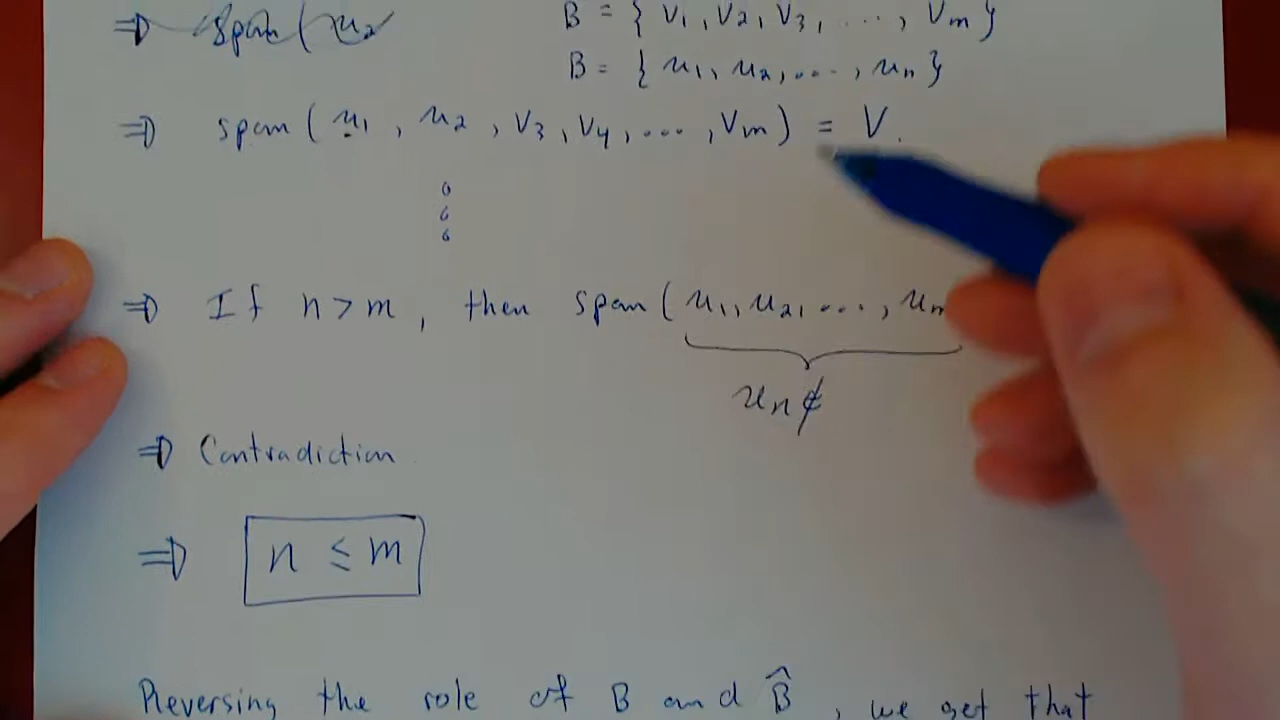 ⇒ span(u₂
B = { v₁, v₂, v₃, ..., vₘ }
B = { u₁, u₂, ..., uₙ }
⇒ span( u₁ , u₂ , v₃ , v₄ , ... , vₘ ) = V.
⇒ If n > m , then span( u₁, u₂, ..., uₘ
uₙ ∉
⇒ Contradiction
⇒ n ≤ m
Reversing the role of B and B̂ , we get that